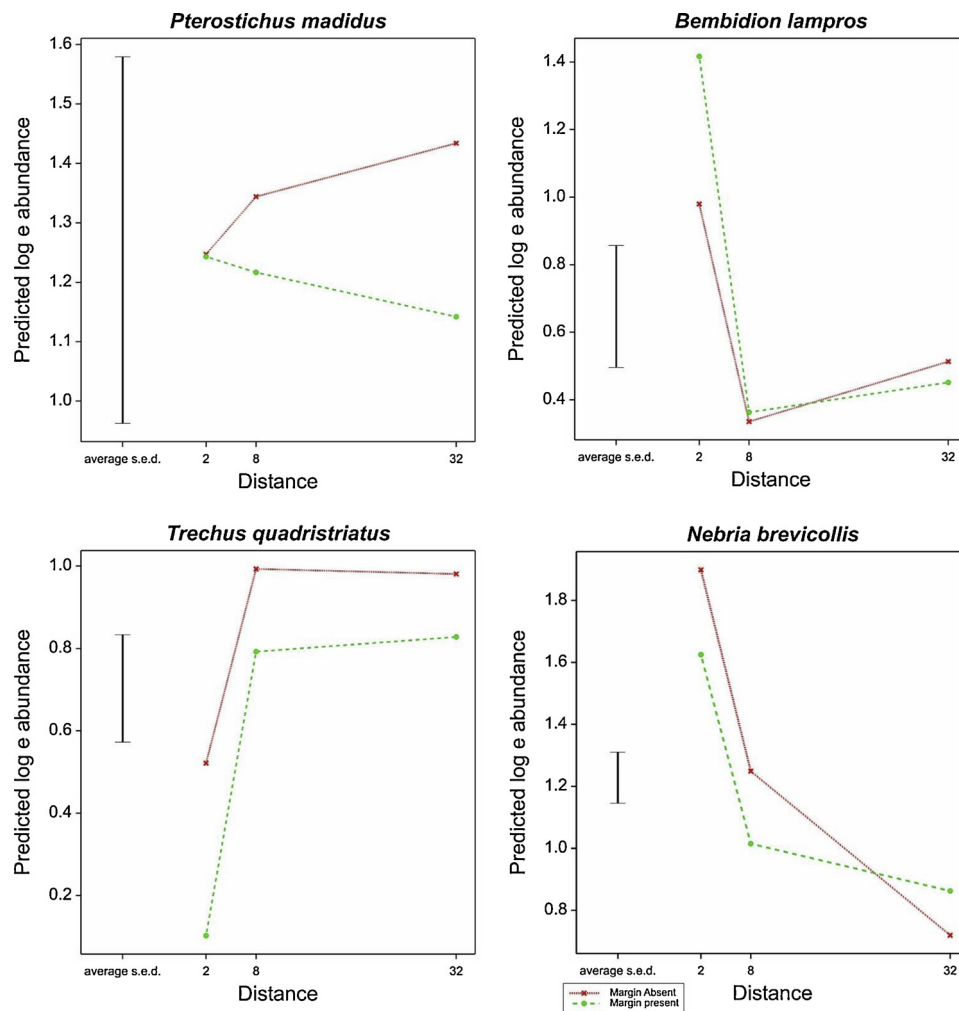 Pterostichus madidus
1.6
1.5
1.4
1.3
1.2
1.1
1.0
Predicted log e abundance
average s.e.d. 2 8 32
Distance
Bembidion lampros
1.4
1.2
1.0
0.8
0.6
0.4
Predicted log e abundance
average s.e.d. 2 8 32
Distance
Trechus quadristriatus
1.0
0.8
0.6
0.4
0.2
Predicted log e abundance
average s.e.d. 2 8 32
Distance
Nebria brevicollis
1.8
1.6
1.4
1.2
1.0
0.8
Predicted log e abundance
average s.e.d. 2 8 32
Distance
Margin Absent
Margin present